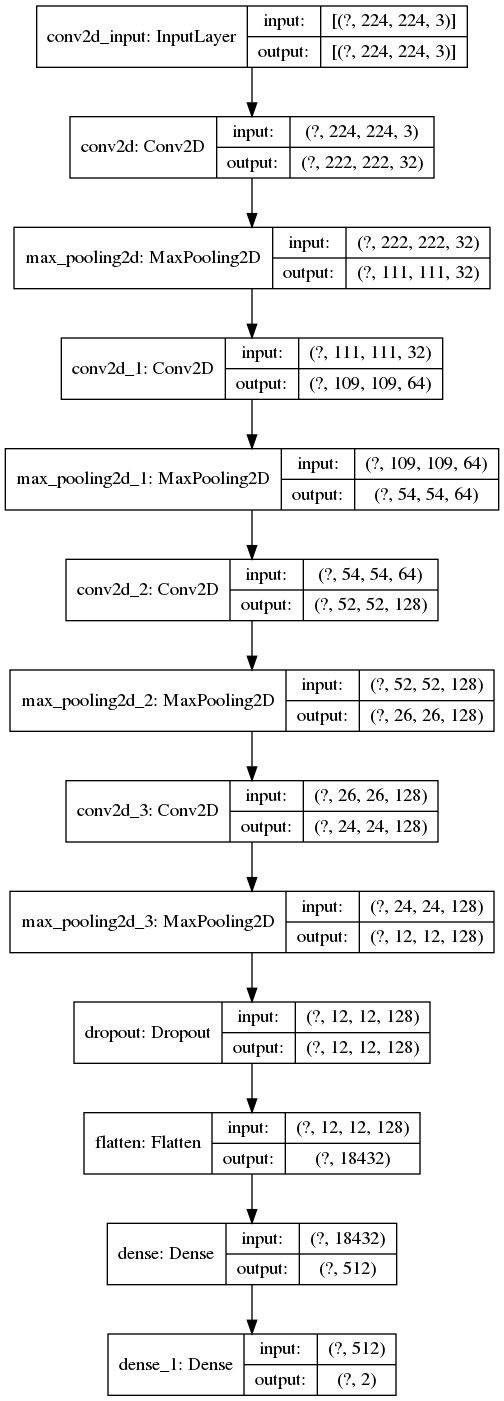 conv2d_input: InputLayer input: [(?, 224, 224, 3)]
output: [(?, 224, 224, 3)]
conv2d: Conv2D input: (?, 224, 224, 3)
output: (?, 222, 222, 32)
max_pooling2d: MaxPooling2D input: (?, 222, 222, 32)
output: (?, 111, 111, 32)
conv2d_1: Conv2D input: (?, 111, 111, 32)
output: (?, 109, 109, 64)
max_pooling2d_1: MaxPooling2D input: (?, 109, 109, 64)
output: (?, 54, 54, 64)
conv2d_2: Conv2D input: (?, 54, 54, 64)
output: (?, 52, 52, 128)
max_pooling2d_2: MaxPooling2D input: (?, 52, 52, 128)
output: (?, 26, 26, 128)
conv2d_3: Conv2D input: (?, 26, 26, 128)
output: (?, 24, 24, 128)
max_pooling2d_3: MaxPooling2D input: (?, 24, 24, 128)
output: (?, 12, 12, 128)
dropout: Dropout input: (?, 12, 12, 128)
output: (?, 12, 12, 128)
flatten: Flatten input: (?, 12, 12, 128)
output: (?, 18432)
dense: Dense input: (?, 18432)
output: (?, 512)
dense_1: Dense input: (?, 512)
output: (?, 2)